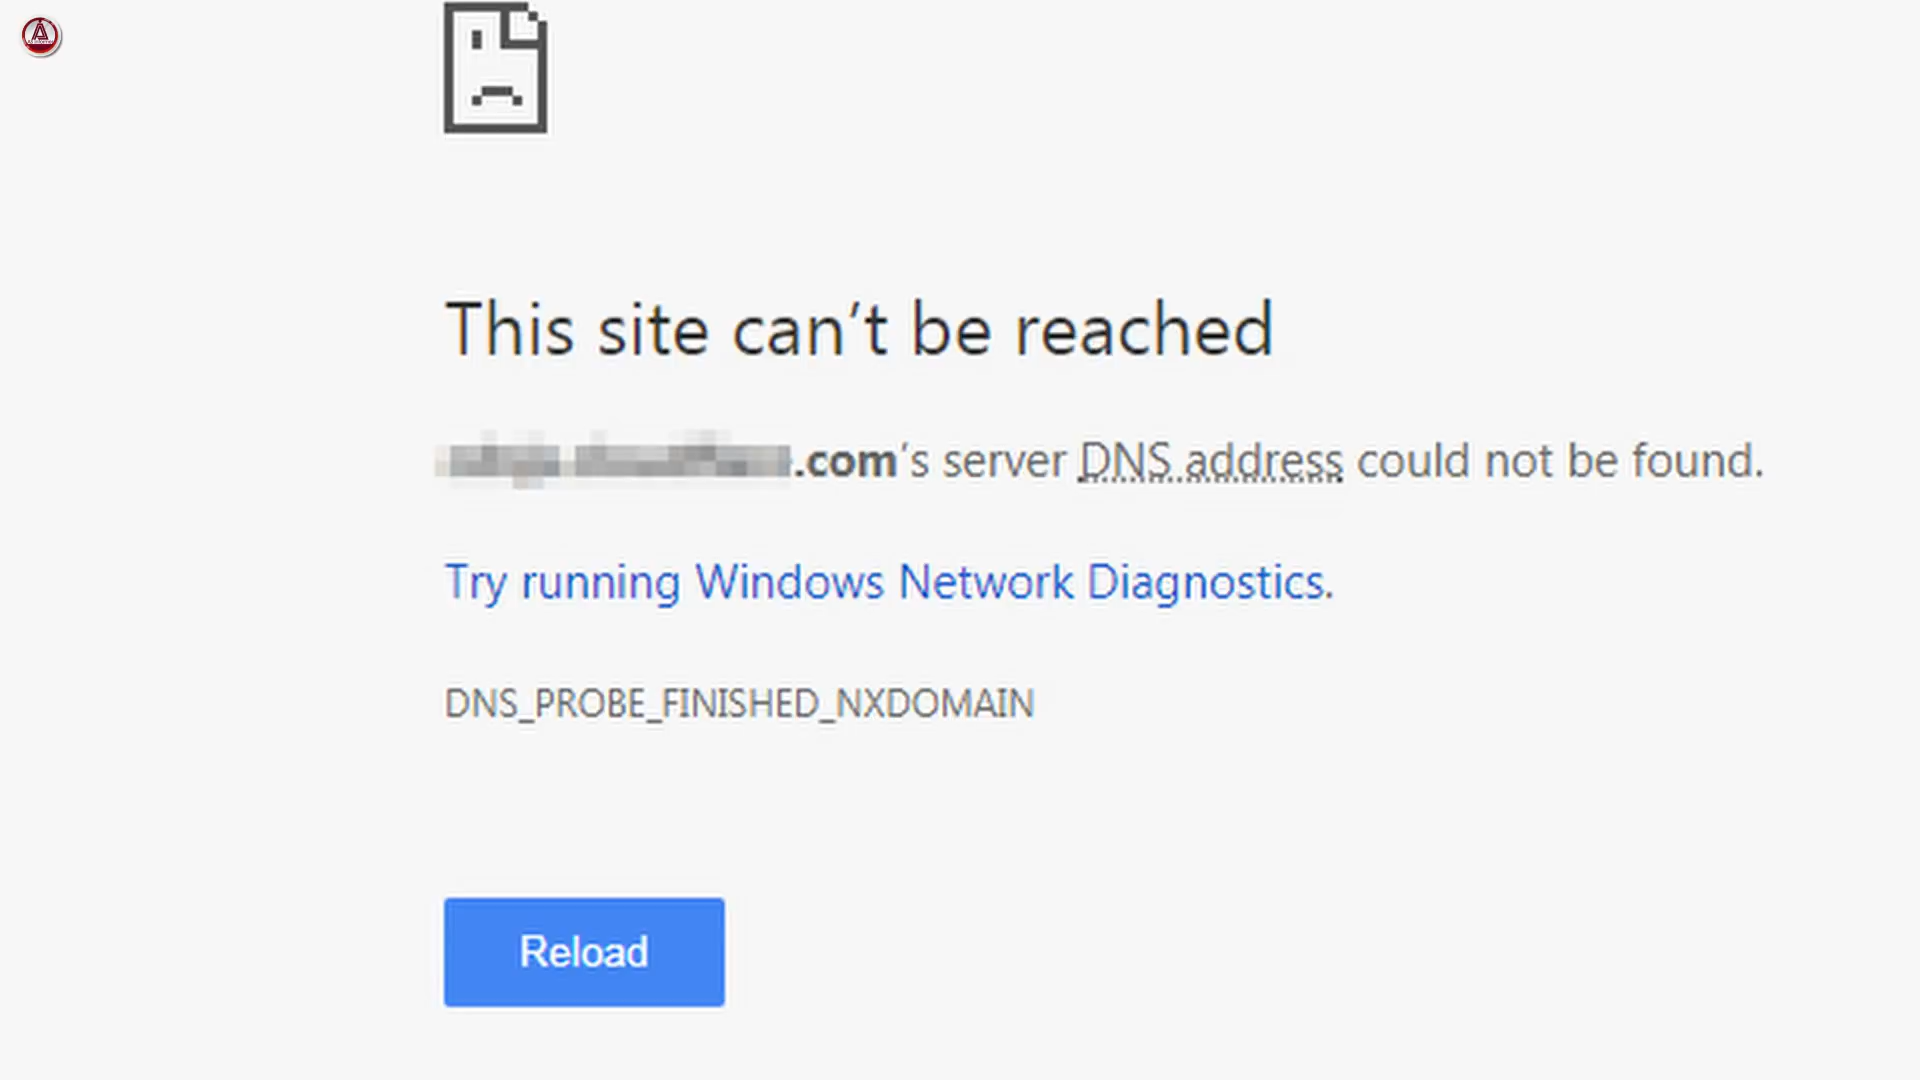 This site can’t be reached
.com’s server DNS address could not be found.
Try running Windows Network Diagnostics.
DNS_PROBE_FINISHED_NXDOMAIN
Reload